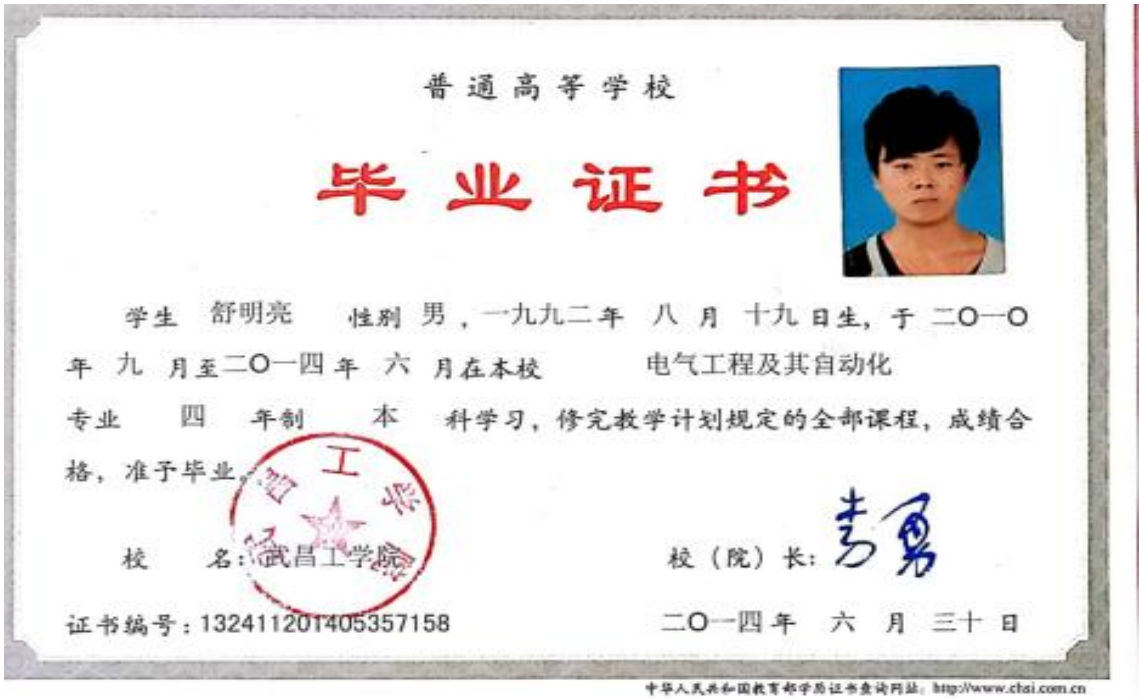 普通高等学校
毕业证书
学生 舒明亮 性别 男，一九九二年 八 月 十九日生，于 二〇一〇
年 九 月至二〇一四年 六 月在本校 电气工程及其自动化
专业 四 年制 本 科学习，修完教学计划规定的全部课程，成绩合
格，准予毕业。
武昌工学院
校 名：武昌工学院 校（院）长：
证书编号：132411201405357158 二〇一四年 六 月 三十 日
中华人民共和国教育部学历证书查询网站：http://www.chsi.com.cn